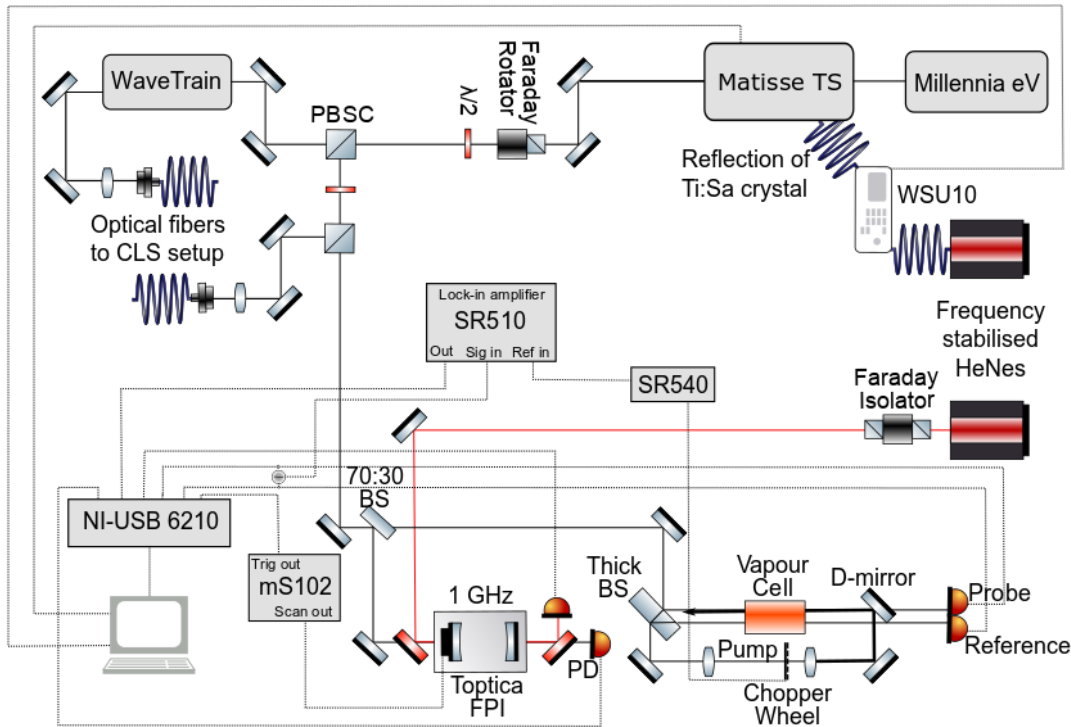 WaveTrain
PBSC
λ/2
Faraday
Rotator
Matisse TS
Millennia eV
Reflection of
Ti:Sa crystal
WSU10
Optical fibers
to CLS setup
Lock-in amplifier
SR510
Out Sig in Ref in
SR540
Frequency
stabilised
HeNes
Faraday
Isolator
70:30
BS
NI-USB 6210
Trig out
mS102
Scan out
1 GHz
Toptica
FPI
PD
Thick
BS
Vapour
Cell
D-mirror
Probe
Reference
Pump
Chopper
Wheel